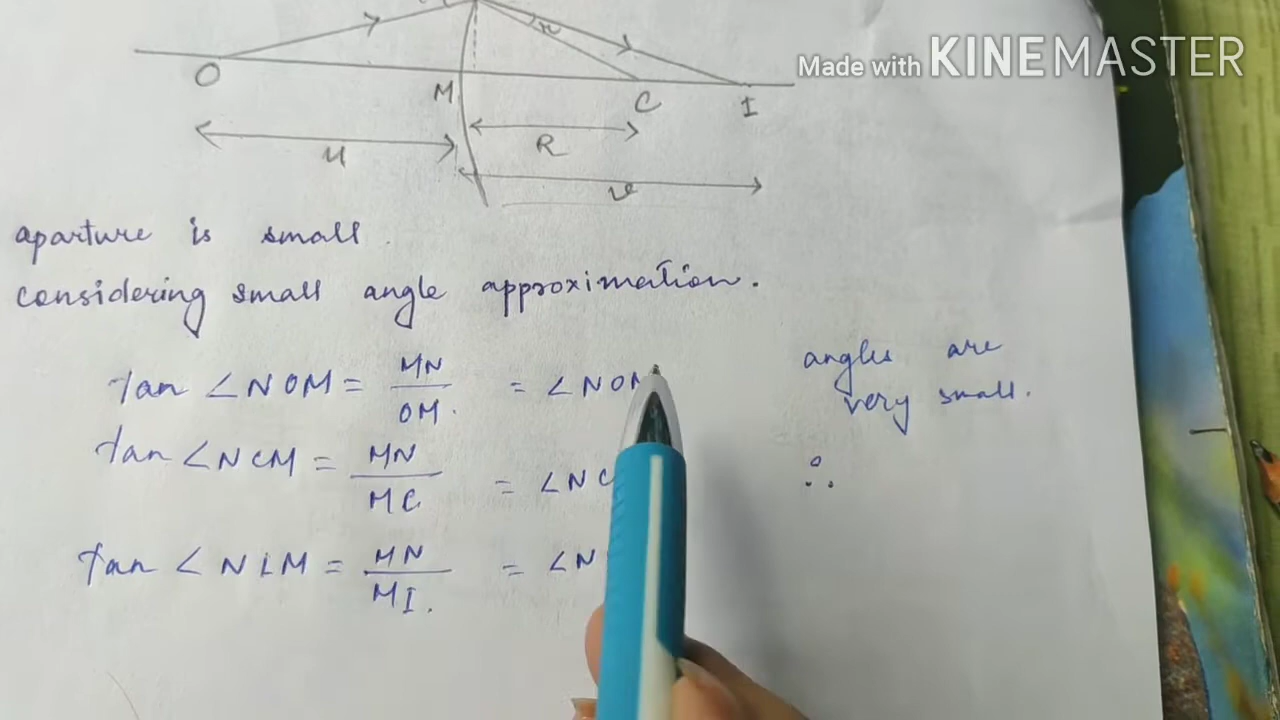 Made with KINEMASTER
r
O
M
C
I
u
R
v
aparture is small.
considering small angle approximation.
tan ∠NOM = MN / OM. = ∠NOM
angles are
very small.
tan ∠NCM = MN / MC = ∠NC
∴
tan ∠NIM = MN / MI. = ∠N